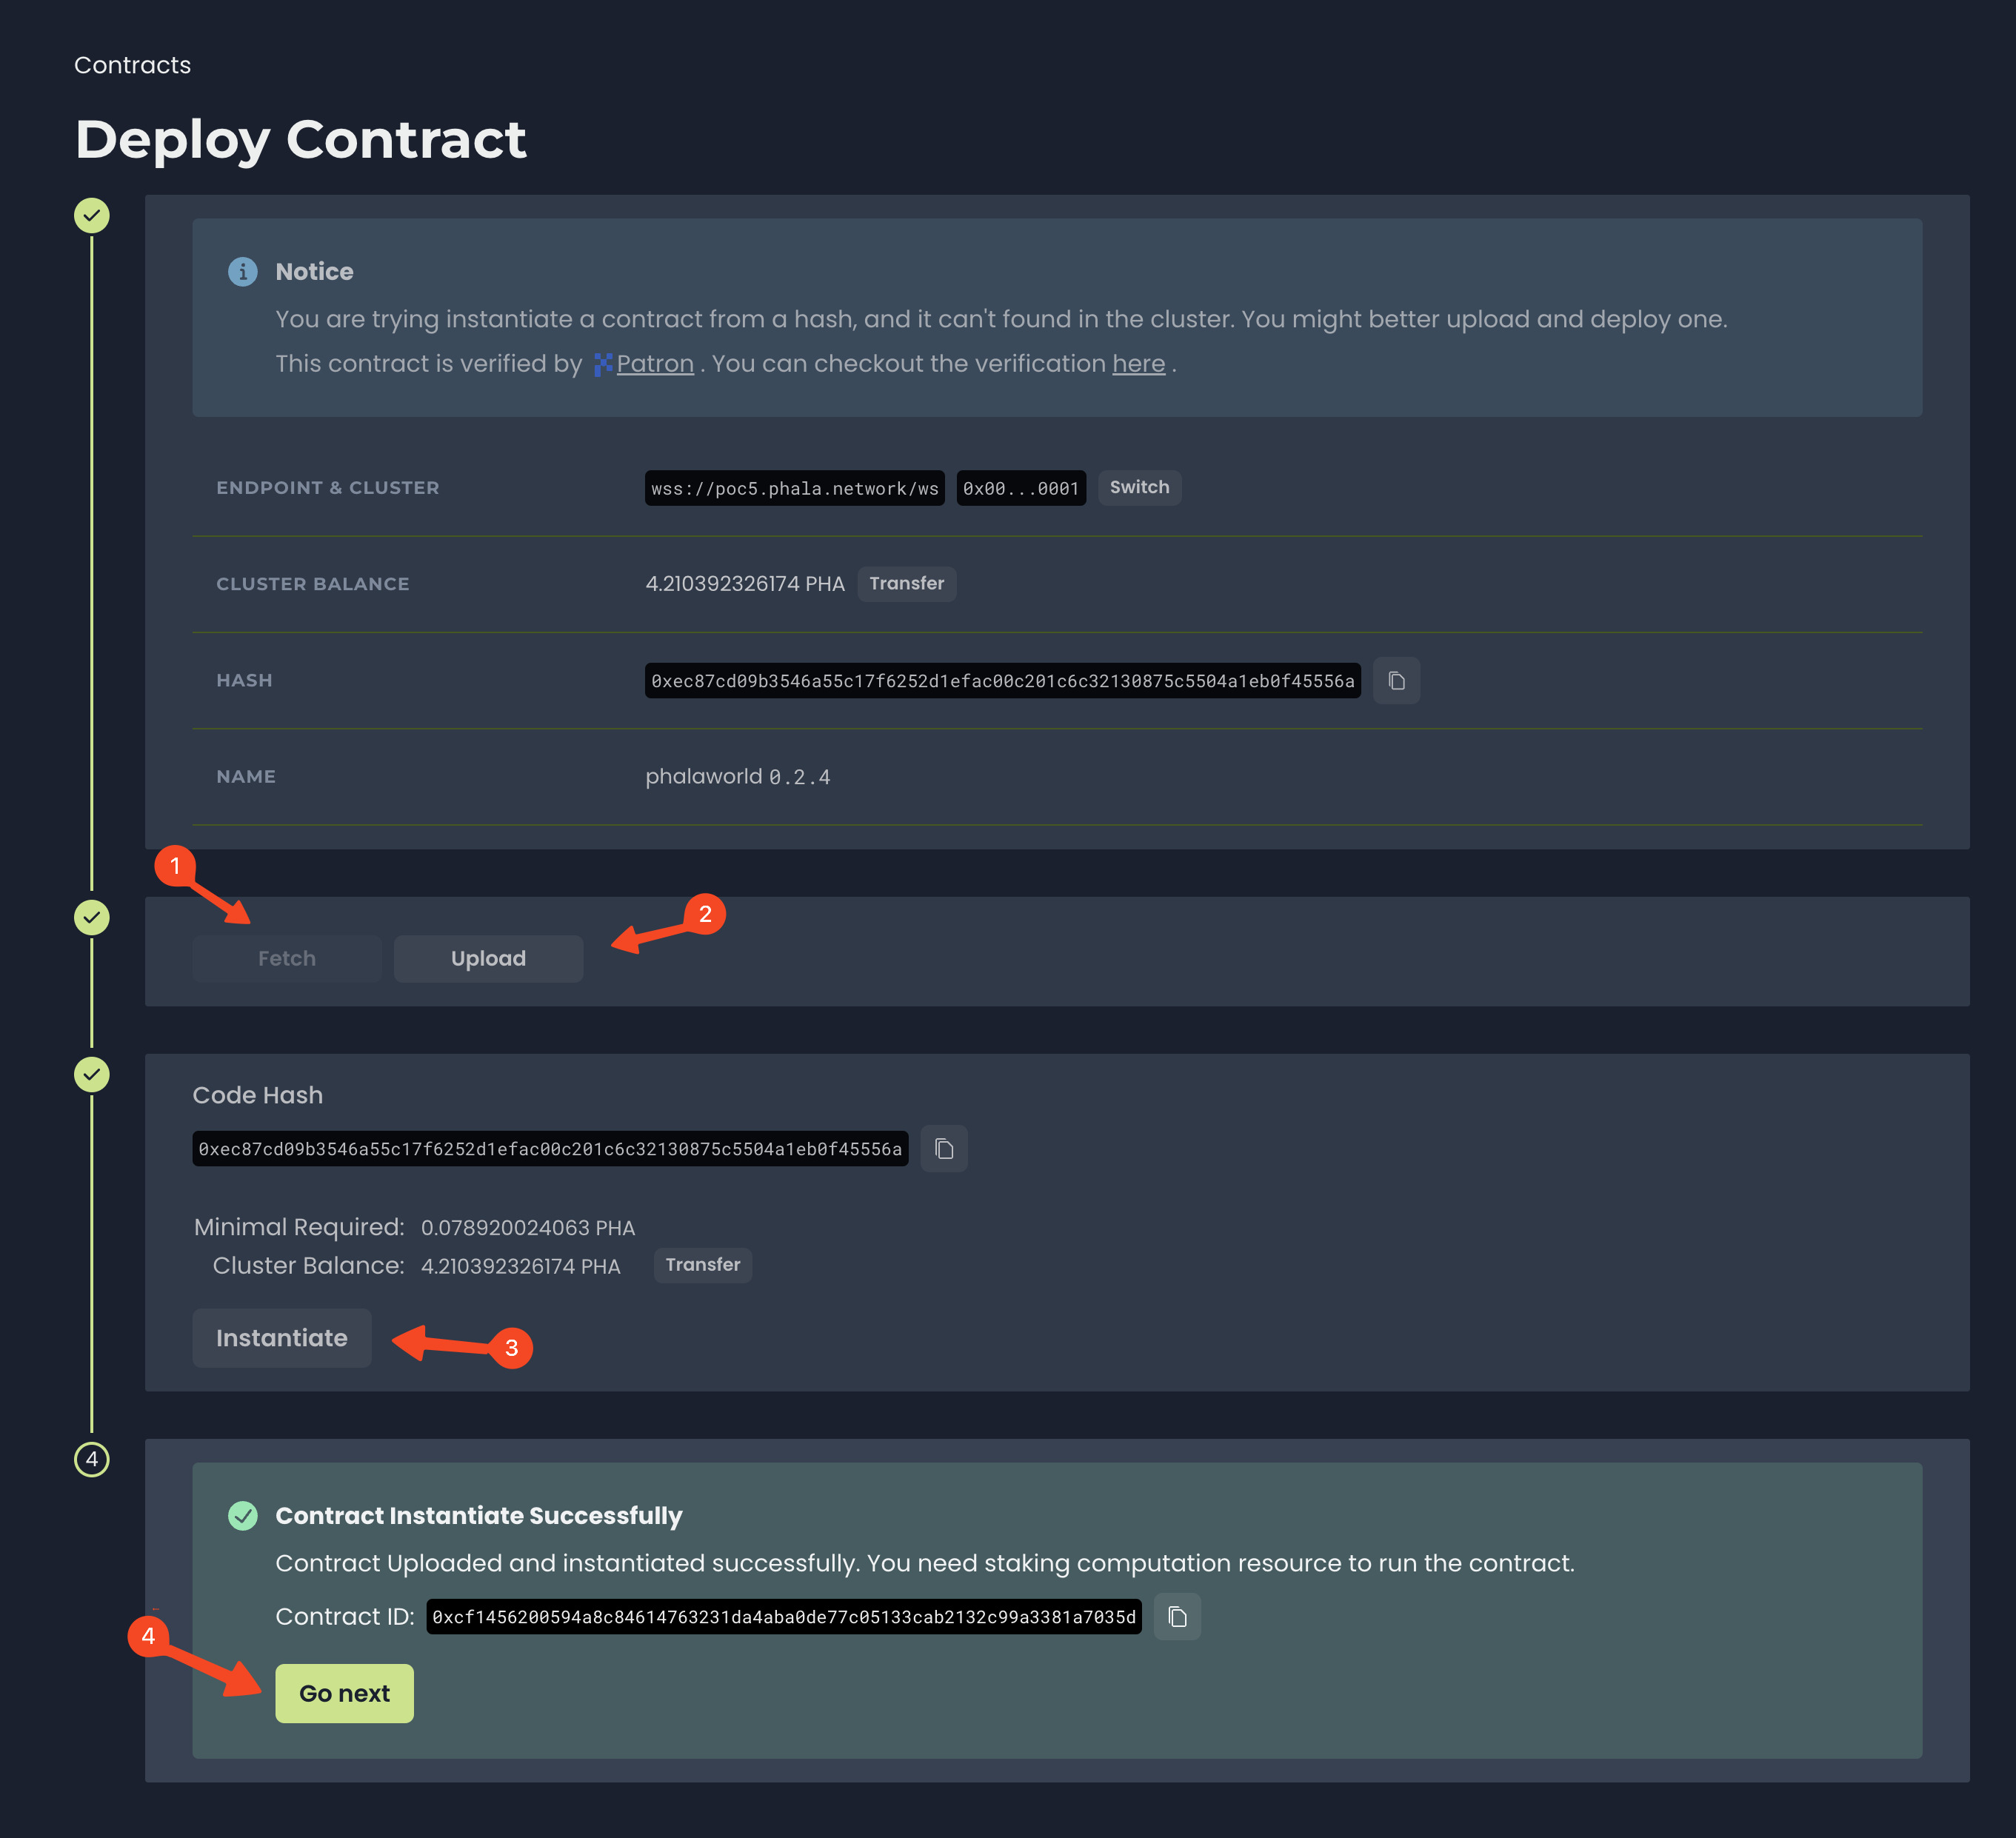 Contracts
Deploy Contract
Notice
You are trying instantiate a contract from a hash, and it can't found in the cluster. You might better upload and deploy one.
This contract is verified by Patron . You can checkout the verification here .
ENDPOINT & CLUSTER wss://poc5.phala.network/ws 0x00...0001 Switch
CLUSTER BALANCE 4.210392326174 PHA Transfer
HASH 0xec87cd09b3546a55c17f6252d1efac00c201c6c32130875c5504a1eb0f45556a
NAME phalaworld 0.2.4
1
2
Fetch Upload
Code Hash
0xec87cd09b3546a55c17f6252d1efac00c201c6c32130875c5504a1eb0f45556a
Minimal Required: 0.078920024063 PHA
Cluster Balance: 4.210392326174 PHA Transfer
Instantiate 3
4
Contract Instantiate Successfully
Contract Uploaded and instantiated successfully. You need staking computation resource to run the contract.
Contract ID: 0xcf1456200594a8c84614763231da4aba0de77c05133cab2132c99a3381a7035d
4
Go next